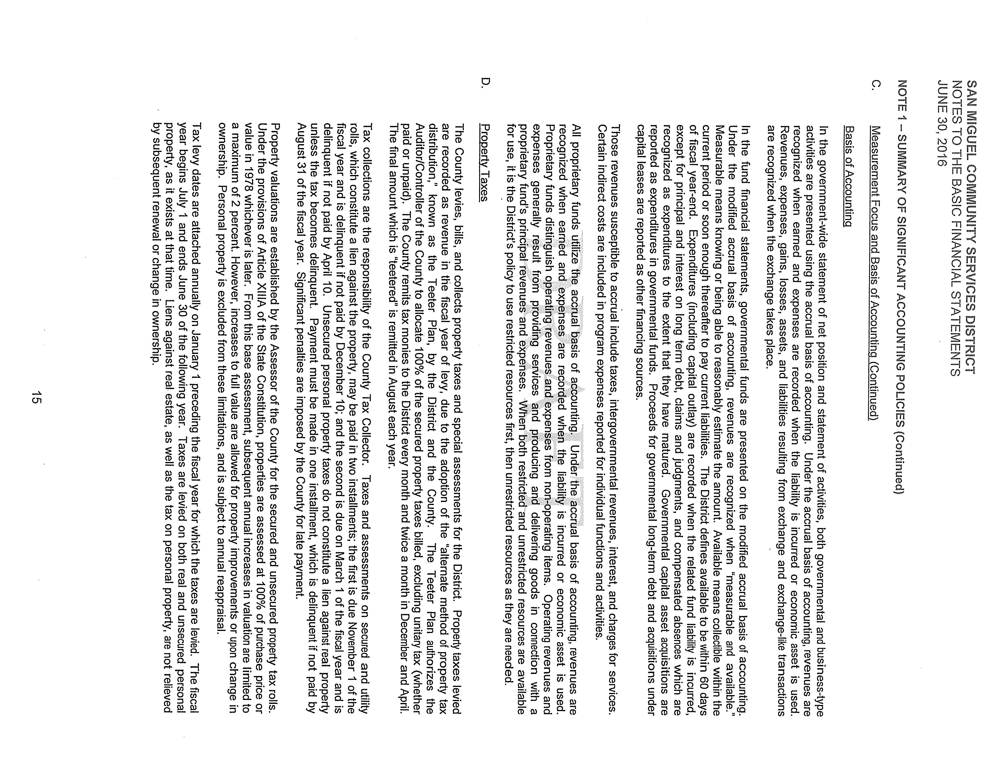 SAN MIGUEL COMMUNITY SERVICES DISTRICT
NOTES TO THE BASIC FINANCIAL STATEMENTS
JUNE 30, 2016
NOTE 1 – SUMMARY OF SIGNIFICANT ACCOUNTING POLICIES (Continued)
C. Measurement Focus and Basis of Accounting (Continued)
Basis of Accounting
In the government-wide statement of net position and statement of activities, both governmental and business-type
activities are presented using the accrual basis of accounting. Under the accrual basis of accounting, revenues are
recognized when earned and expenses are recorded when the liability is incurred or economic asset is used.
Revenues, expenses, gains, losses, assets, and liabilities resulting from exchange and exchange-like transactions
are recognized when the exchange takes place.
In the fund financial statements, governmental funds are presented on the modified accrual basis of accounting.
Under the modified accrual basis of accounting, revenues are recognized when “measurable and available.”
Measurable means knowing or being able to reasonably estimate the amount. Available means collectible within the
current period or soon enough thereafter to pay current liabilities. The District defines available to be within 60 days
of fiscal year-end. Expenditures (including capital outlay) are recorded when the related fund liability is incurred,
except for principal and interest on long term debt, claims and judgments, and compensated absences which are
recognized as expenditures to the extent that they have matured. Governmental capital asset acquisitions are
reported as expenditures in governmental funds. Proceeds for governmental long-term debt and acquisitions under
capital leases are reported as other financing sources.
Those revenues susceptible to accrual include taxes, intergovernmental revenues, interest, and charges for services.
Certain indirect costs are included in program expenses reported for individual functions and activities.
DRAFT
All proprietary funds utilize the accrual basis of accounting. Under the accrual basis of accounting, revenues are
recognized when earned and expenses are recorded when the liability is incurred or economic asset is used.
Proprietary funds distinguish operating revenues and expenses from non-operating items. Operating revenues and
expenses generally result from providing services and producing and delivering goods in connection with a
proprietary fund's principal revenues and expenses. When both restricted and unrestricted resources are available
for use, it is the District's policy to use restricted resources first, then unrestricted resources as they are needed.
D. Property Taxes
The County levies, bills, and collects property taxes and special assessments for the District. Property taxes levied
are recorded as revenue in the fiscal year of levy, due to the adoption of the “alternate method of property tax
distribution,” known as the Teeter Plan, by the District and the County. The Teeter Plan authorizes the
Auditor/Controller of the County to allocate 100% of the secured property taxes billed, excluding unitary tax (whether
paid or unpaid). The County remits tax monies to the District every month and twice a month in December and April.
The final amount which is “teetered” is remitted in August each year.
Tax collections are the responsibility of the County Tax Collector. Taxes and assessments on secured and utility
rolls, which constitute a lien against the property, may be paid in two installments; the first is due November 1 of the
fiscal year and is delinquent if not paid by December 10; and the second is due on March 1 of the fiscal year and is
delinquent if not paid by April 10. Unsecured personal property taxes do not constitute a lien against real property
unless the tax becomes delinquent. Payment must be made in one installment, which is delinquent if not paid by
August 31 of the fiscal year. Significant penalties are imposed by the County for late payment.
Property valuations are established by the Assessor of the County for the secured and unsecured property tax rolls.
Under the provisions of Article XIIIA of the State Constitution, properties are assessed at 100% of purchase price or
value in 1978 whichever is later. From this base assessment, subsequent annual increases in valuation are limited to
a maximum of 2 percent. However, increases to full value are allowed for property improvements or upon change in
ownership. Personal property is excluded from these limitations, and is subject to annual reappraisal.
Tax levy dates are attached annually on January 1 preceding the fiscal year for which the taxes are levied. The fiscal
year begins July 1 and ends June 30 of the following year. Taxes are levied on both real and unsecured personal
property, as it exists at that time. Liens against real estate, as well as the tax on personal property, are not relieved
by subsequent renewal or change in ownership.
15